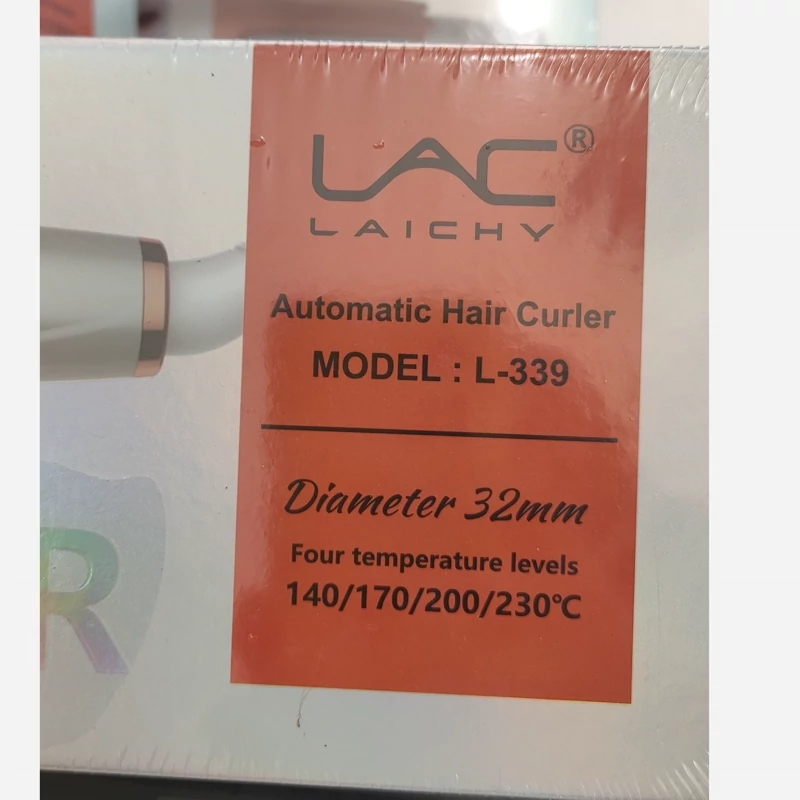 LAC®
LAICHY
Automatic Hair Curler
MODEL : L-339
Diameter 32mm
Four temperature levels
140/170/200/230℃
R